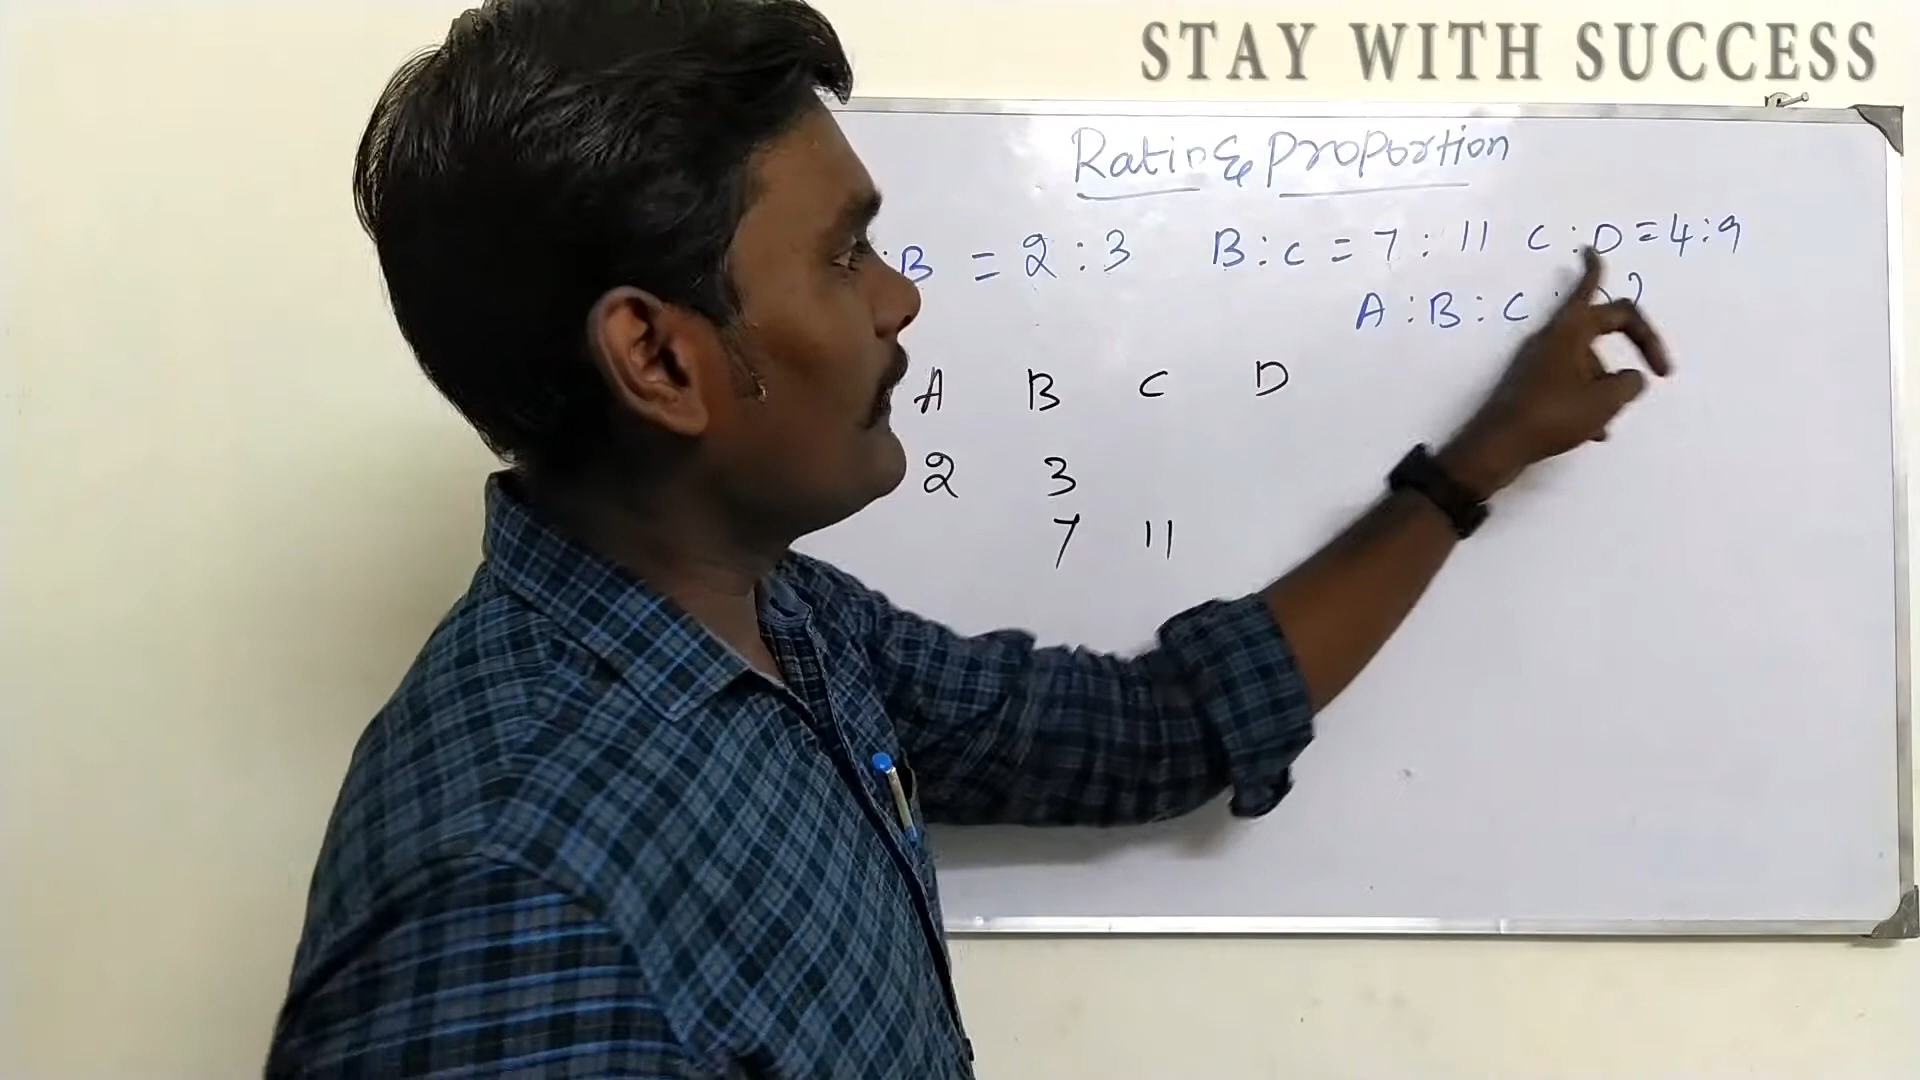 STAY WITH SUCCESS
Ratio & Proportion
:B = 2:3 B:C = 7:11 C:D=4:9
A:B:C: ?
A B C D
2 3
7 11